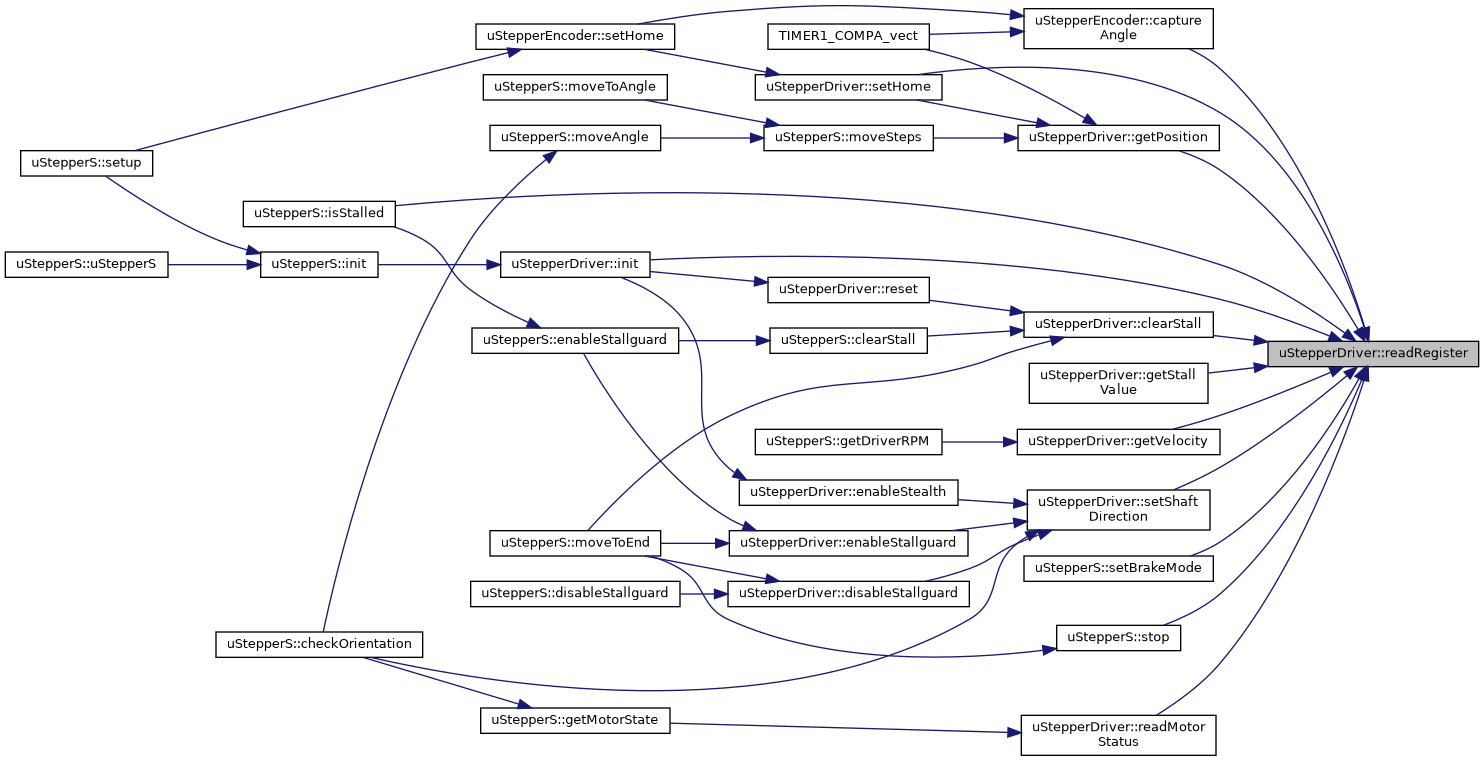 uStepperEncoder::capture
Angle
uStepperEncoder::setHome
TIMER1_COMPA_vect
uStepperS::moveToAngle
uStepperDriver::setHome
uStepperS::moveAngle
uStepperS::moveSteps
uStepperDriver::getPosition
uStepperS::setup
uStepperS::isStalled
uStepperS::uStepperS
uStepperS::init
uStepperDriver::init
uStepperDriver::reset
uStepperDriver::clearStall
uStepperS::enableStallguard
uStepperS::clearStall
uStepperDriver::readRegister
uStepperDriver::getStall
Value
uStepperS::getDriverRPM
uStepperDriver::getVelocity
uStepperDriver::enableStealth
uStepperDriver::setShaft
Direction
uStepperS::moveToEnd
uStepperDriver::enableStallguard
uStepperS::setBrakeMode
uStepperS::disableStallguard
uStepperDriver::disableStallguard
uStepperS::checkOrientation
uStepperS::stop
uStepperS::getMotorState
uStepperDriver::readMotor
Status